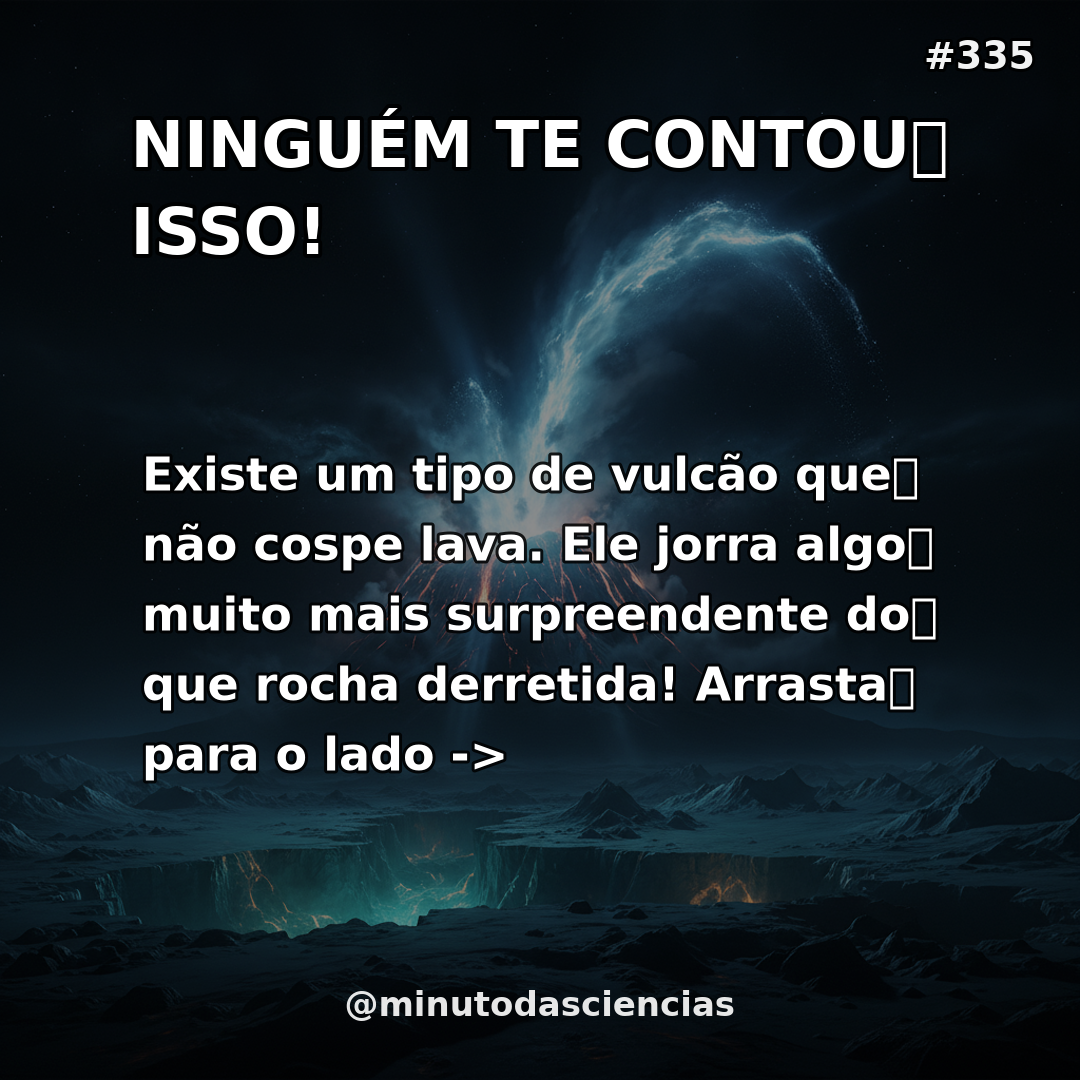 #335
NINGUÉM TE CONTOU▯
ISSO!
Existe um tipo de vulcão que▯
não cospe lava. Ele jorra algo▯
muito mais surpreendente do▯
que rocha derretida! Arrasta▯
para o lado ->
@minutodasciencias